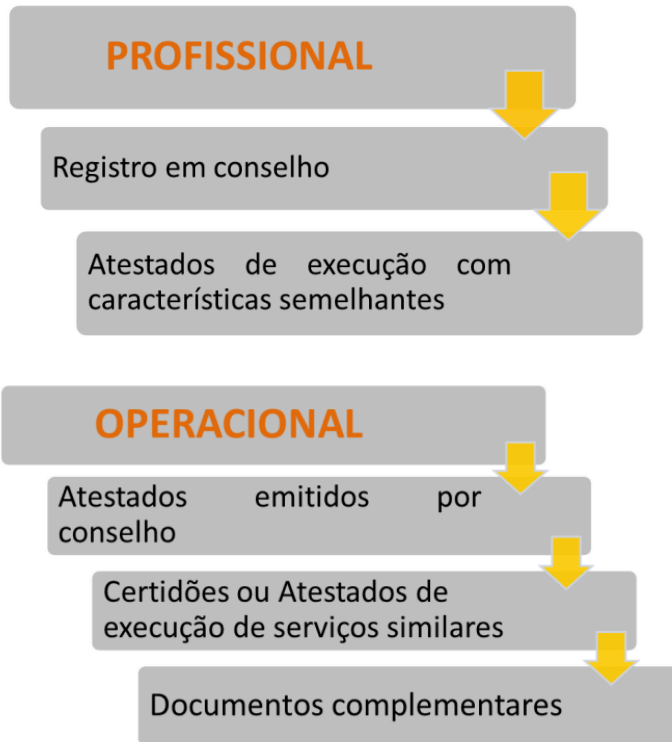 PROFISSIONAL
Registro em conselho
Atestados de execução com
características semelhantes
OPERACIONAL
Atestados emitidos por
conselho
Certidões ou Atestados de
execução de serviços similares
Documentos complementares